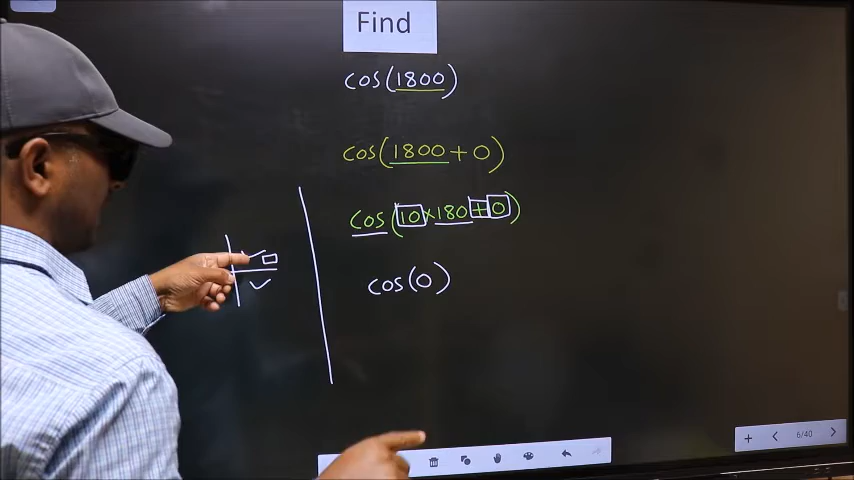 Find
cos(1800)
cos(1800+0)
cos(10×180+0)
cos(0)
6/40